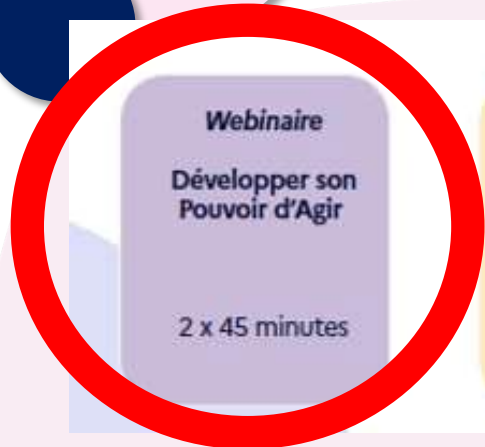 Webinaire
Développer son
Pouvoir d'Agir
2 x 45 minutes